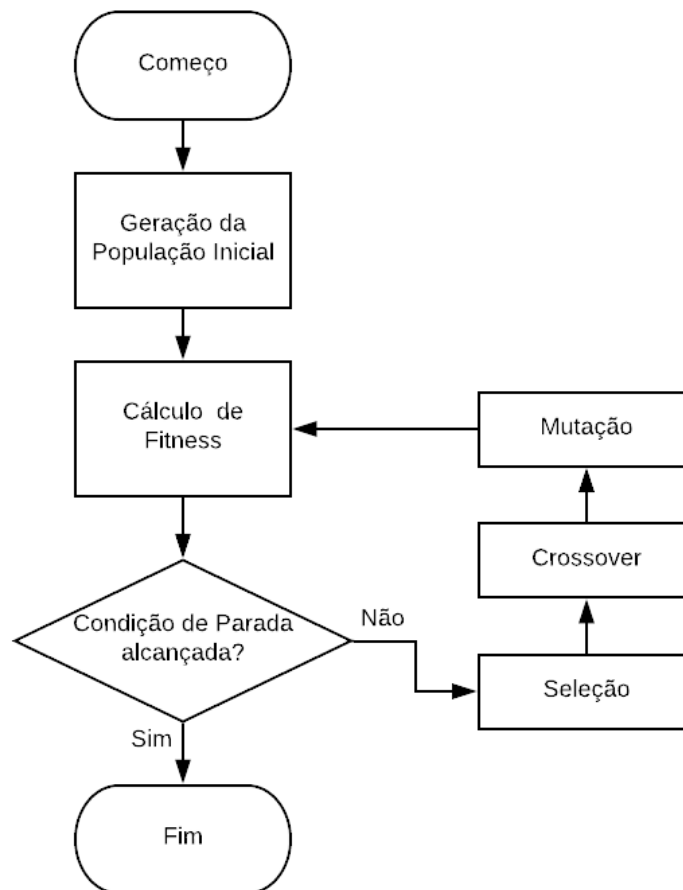 Começo
Geração da
População Inicial
Cálculo de
Fitness
Mutação
Crossover
Condição de Parada
alcançada?
Não
Seleção
Sim
Fim